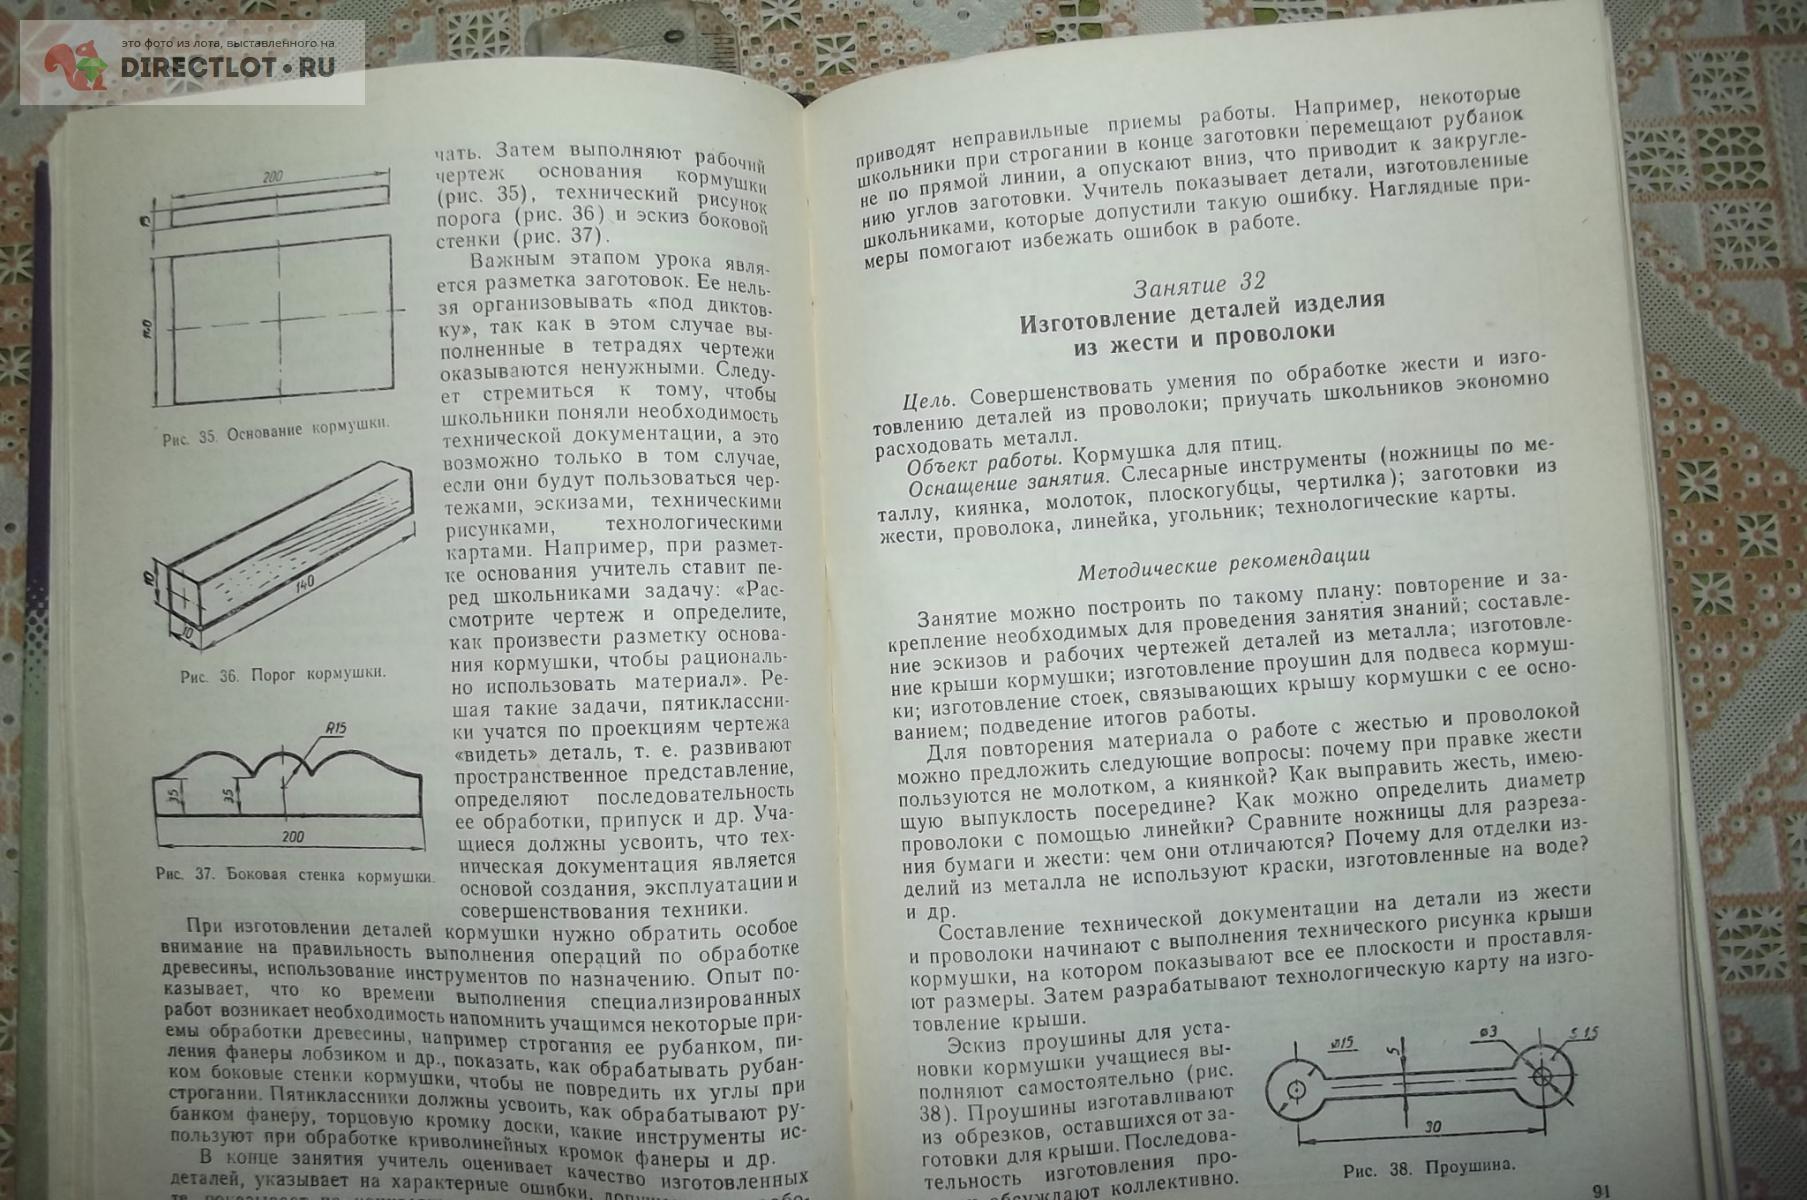 это фото из лота, выставленного на
DIRECTLOT.RU
200
140
Рис. 35. Основание кормушки.
10
140
10
Рис. 36. Порог кормушки.
R15
35
35
200
Рис. 37. Боковая стенка кормушки.
чать. Затем выполняют рабочий
чертеж основания кормушки
(рис. 35), технический рисунок
порога (рис. 36) и эскиз боковой
стенки (рис. 37).
Важным этапом урока явля-
ется разметка заготовок. Ее нель-
зя организовывать «под диктов-
ку», так как в этом случае вы-
полненные в тетрадях чертежи
оказываются ненужными. Следу-
ет стремиться к тому, чтобы
школьники поняли необходимость
технической документации, а это
возможно только в том случае,
если они будут пользоваться чер-
тежами, эскизами, техническими
рисунками, технологическими
картами. Например, при размет-
ке основания учитель ставит пе-
ред школьниками задачу: «Рас-
смотрите чертеж и определите,
как произвести разметку основа-
ния кормушки, чтобы рациональ-
но использовать материал». Ре-
шая такие задачи, пятиклассни-
ки учатся по проекциям чертежа
«видеть» деталь, т. е. развивают
пространственное представление,
определяют последовательность
ее обработки, припуск и др. Уча-
щиеся должны усвоить, что тех-
ническая документация является
основой создания, эксплуатации и
совершенствования техники.
При изготовлении деталей кормушки нужно обратить особое
внимание на правильность выполнения операций по обработке
древесины, использование инструментов по назначению. Опыт по-
казывает, что ко времени выполнения специализированных
работ возникает необходимость напомнить учащимся некоторые при-
емы обработки древесины, например строгания ее рубанком, пи-
ления фанеры лобзиком и др., показать, как обрабатывать рубан-
ком боковые стенки кормушки, чтобы не повредить их углы при
строгании. Пятиклассники должны усвоить, как обрабатывают ру-
банком фанеру, торцовую кромку доски, какие инструменты ис-
пользуют при обработке криволинейных кромок фанеры и др.
В конце занятия учитель оценивает качество изготовленных
деталей, указывает на характерные ошибки,
приводят неправильные приемы работы. Например, некоторые
школьники при строгании в конце заготовки перемещают рубанок
не по прямой линии, а опускают вниз, что приводит к закругле-
нию углов заготовки. Учитель показывает детали, изготовленные
школьниками, которые допустили такую ошибку. Наглядные при-
меры помогают избежать ошибок в работе.
Занятие 32
Изготовление деталей изделия
из жести и проволоки
Цель. Совершенствовать умения по обработке жести и изго-
товлению деталей из проволоки; приучать школьников экономно
расходовать металл.
Объект работы. Кормушка для птиц.
Оснащение занятия. Слесарные инструменты (ножницы по ме-
таллу, киянка, молоток, плоскогубцы, чертилка); заготовки из
жести, проволока, линейка, угольник; технологические карты.
Методические рекомендации
Занятие можно построить по такому плану: повторение и за-
крепление необходимых для проведения занятия знаний; составле-
ние эскизов и рабочих чертежей деталей из металла; изготовле-
ние крыши кормушки; изготовление проушин для подвеса кормуш-
ки; изготовление стоек, связывающих крышу кормушки с ее осно-
ванием; подведение итогов работы.
Для повторения материала о работе с жестью и проволокой
можно предложить следующие вопросы: почему при правке жести
пользуются не молотком, а киянкой? Как выправить жесть, имею-
щую выпуклость посередине? Как можно определить диаметр
проволоки с помощью линейки? Сравните ножницы для разреза-
ния бумаги и жести: чем они отличаются? Почему для отделки из-
делий из металла не используют краски, изготовленные на воде?
и др.
Составление технической документации на детали из жести
и проволоки начинают с выполнения технического рисунка крыши
кормушки, на котором показывают все ее плоскости и проставля-
ют размеры. Затем разрабатывают технологическую карту на изго-
товление крыши.
Эскиз проушины для уста-
новки кормушки учащиеся вы-
полняют самостоятельно (рис.
38). Проушины изготавливают
из обрезков, оставшихся от за-
готовки для крыши. Последова-
тельность изготовления про-
обсуждают коллективно.
ø15
5
ø3
S 1,5
30
Рис. 38. Проушина.
91